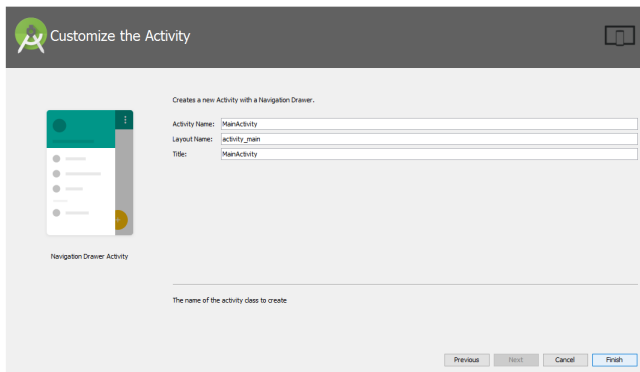 Customize the Activity
Creates a new Activity with a Navigation Drawer.
Activity Name: MainActivity
Layout Name: activity_main
Title: MainActivity
Navigation Drawer Activity
The name of the activity class to create
Previous Next Cancel Finish